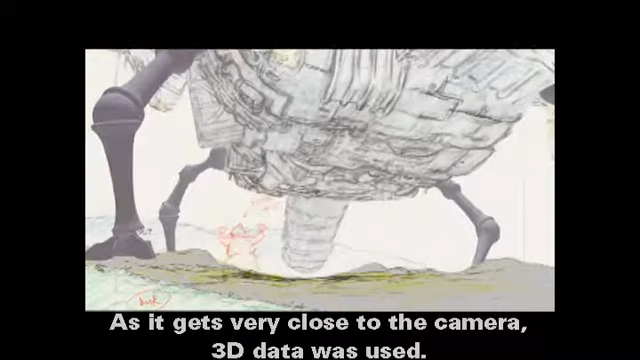 As it gets very close to the camera,
3D data was used.